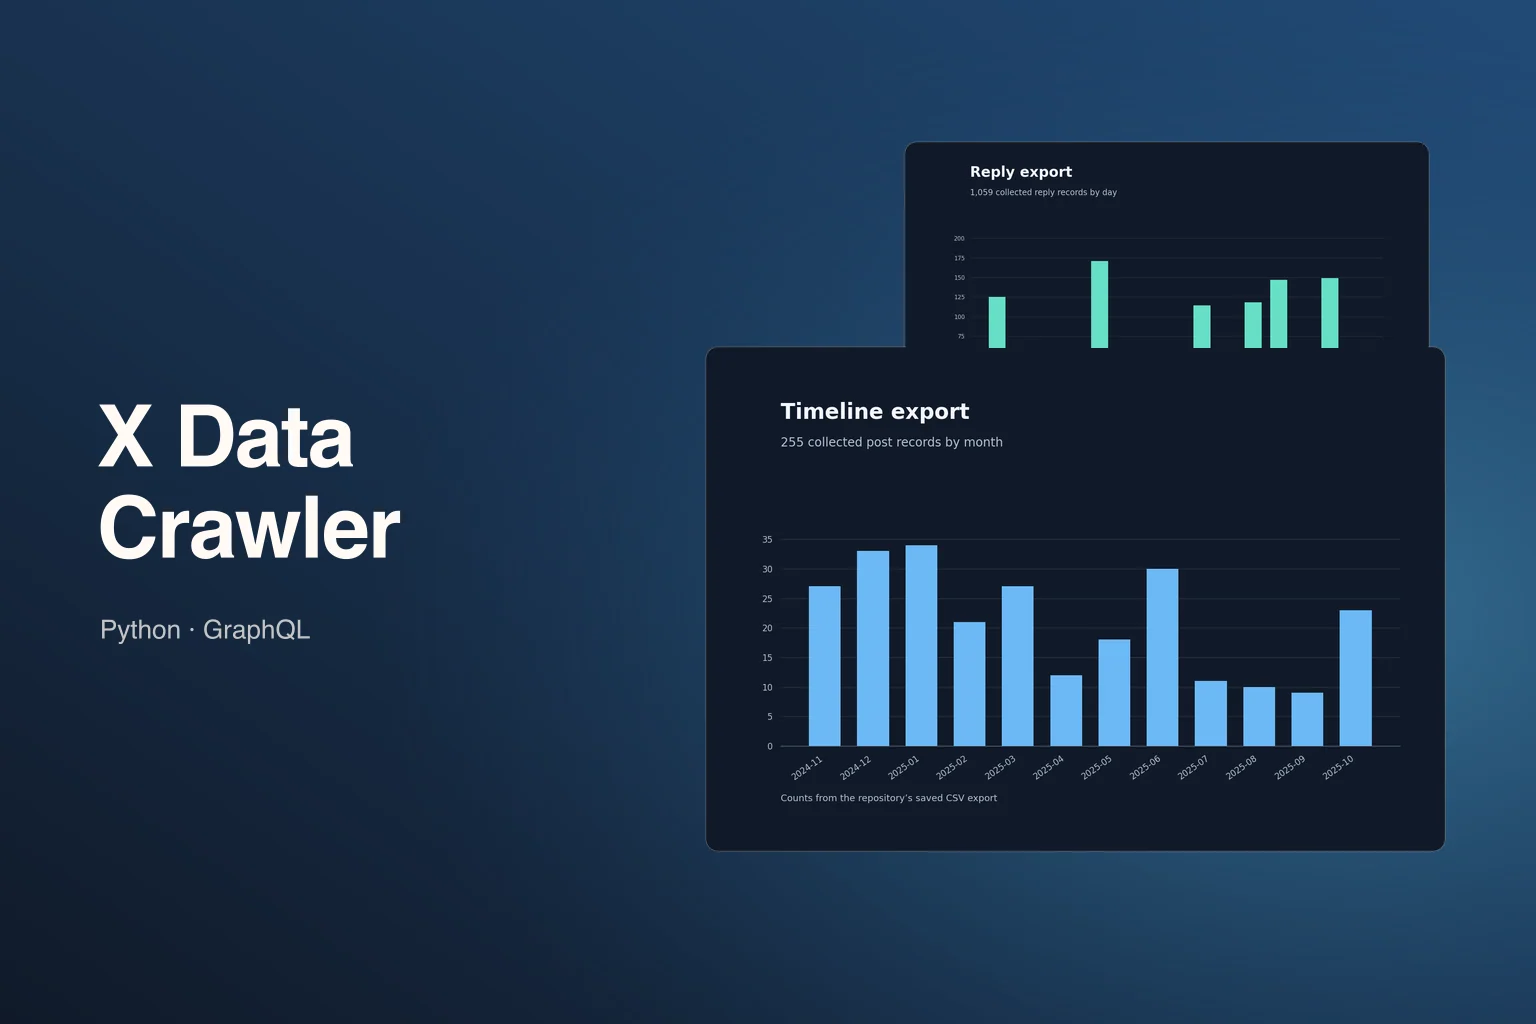 X Data
Crawler
Python · GraphQL
Reply export
1,059 collected reply records by day
200
175
150
125
100
75
Timeline export
255 collected post records by month
35
30
25
20
15
10
5
0
2024-11 2024-12 2025-01 2025-02 2025-03 2025-04 2025-05 2025-06 2025-07 2025-08 2025-09 2025-10
Counts from the repository’s saved CSV export